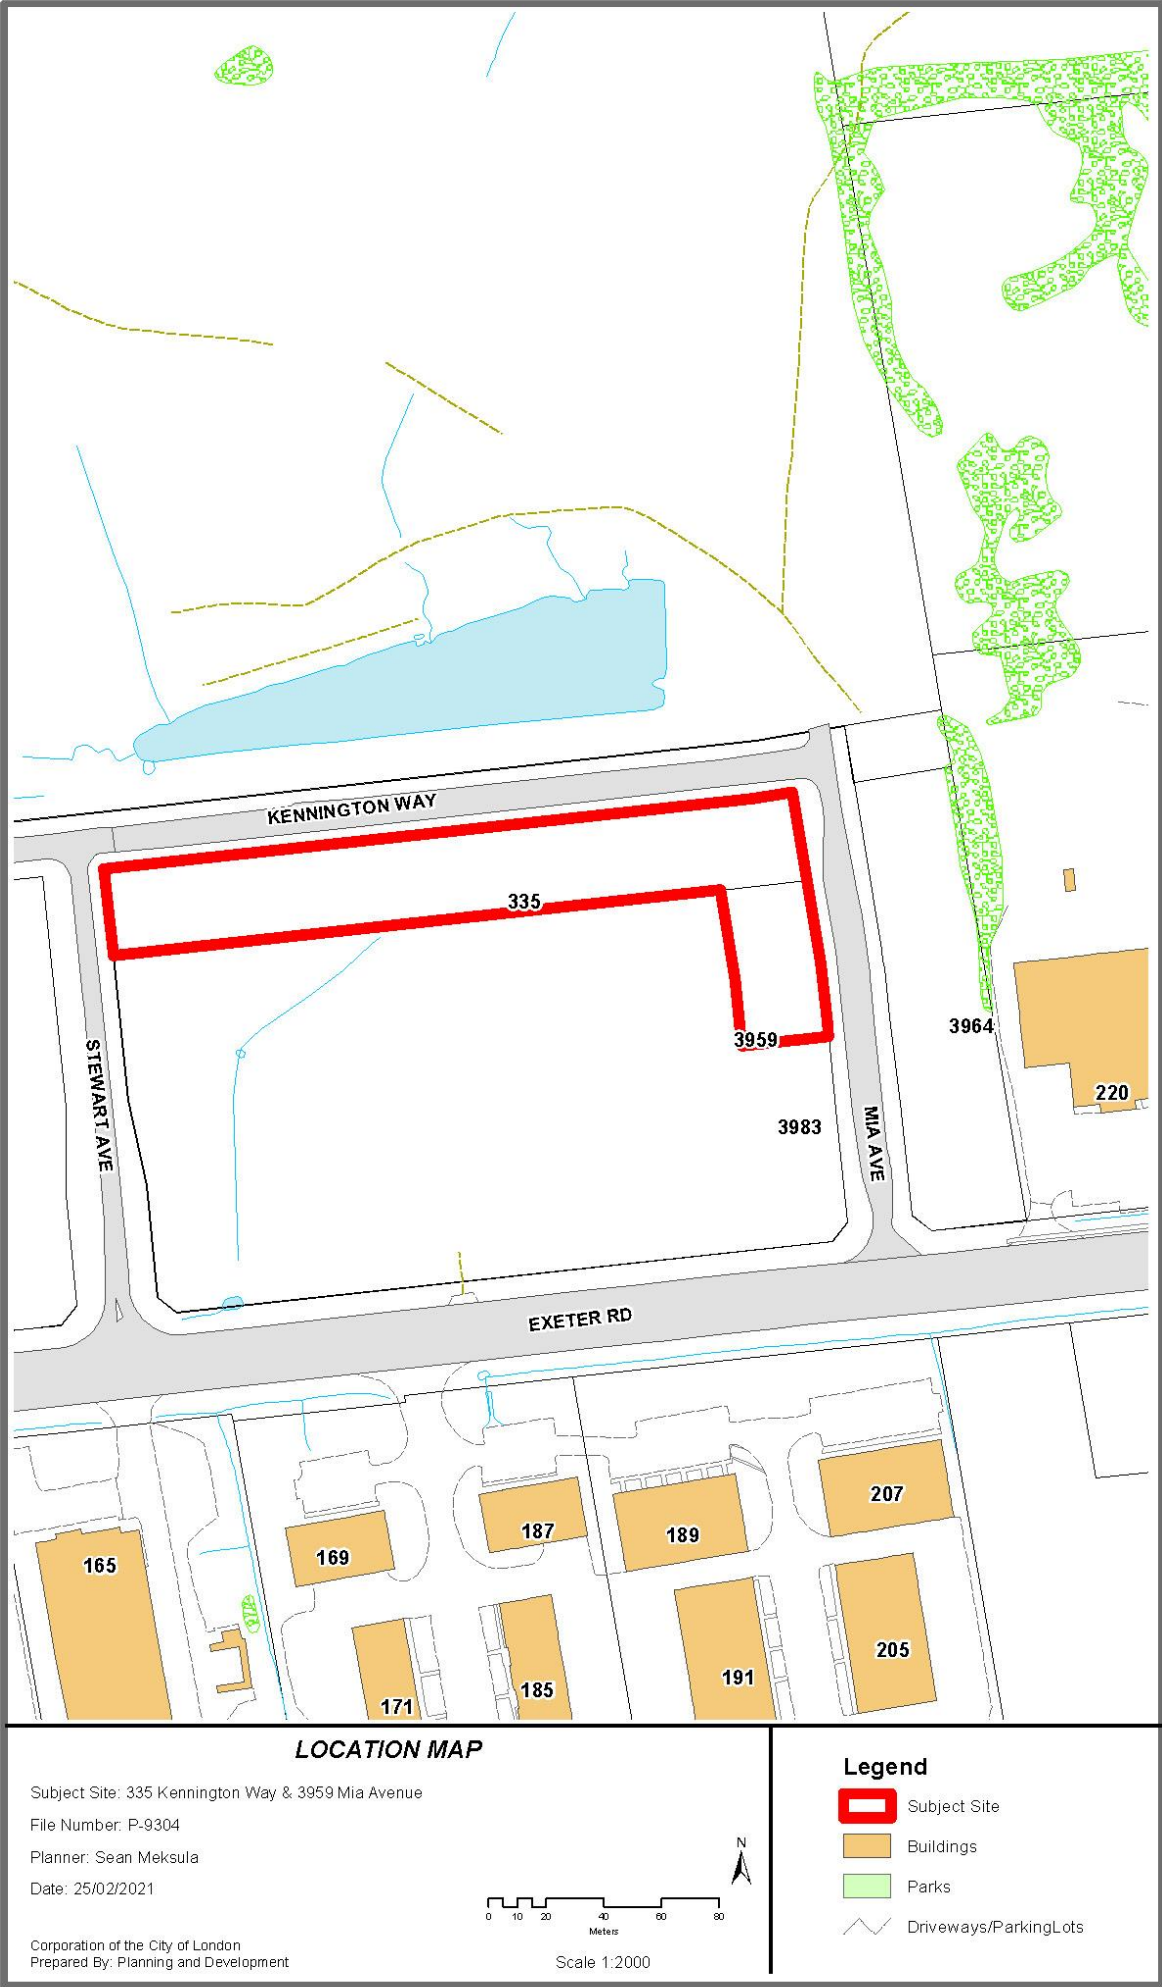 KENNINGTON WAY
335
3959
3964
220
STEWART AVE
3983
MIA AVE
EXETER RD
207
187
189
169
165
205
191
185
171
LOCATION MAP
Subject Site: 335 Kennington Way & 3959 Mia Avenue
File Number: P-9304
Planner: Sean Meksula
Date: 25/02/2021
Corporation of the City of London
Prepared By: Planning and Development
N
0 10 20 40 60 80
Meters
Scale 1:2000
Legend
Subject Site
Buildings
Parks
Driveways/ParkingLots